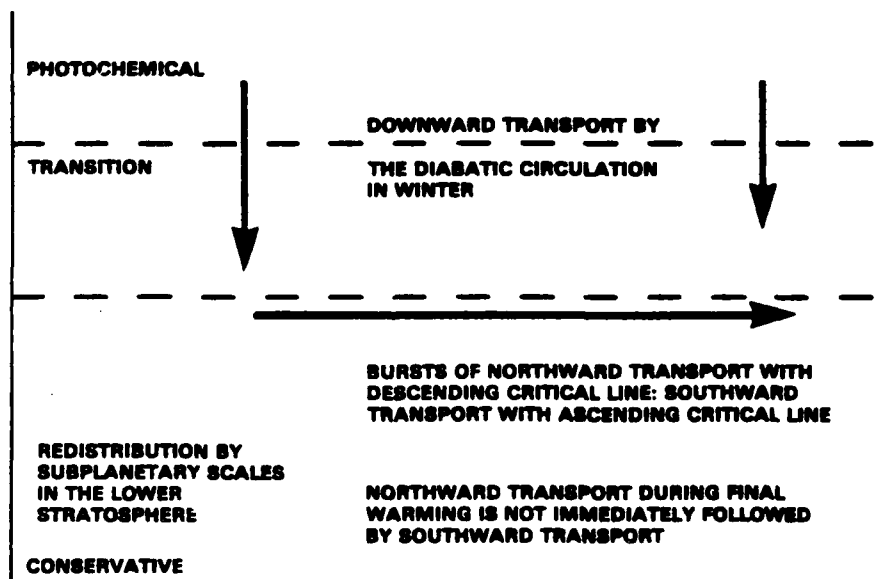 PHOTOCHEMICAL
DOWNWARD TRANSPORT BY
TRANSITION
THE DIABATIC CIRCULATION
IN WINTER
BURSTS OF NORTHWARD TRANSPORT WITH
DESCENDING CRITICAL LINE: SOUTHWARD
TRANSPORT WITH ASCENDING CRITICAL LINE
REDISTRIBUTION BY
SUBPLANETARY SCALES
IN THE LOWER
STRATOSPHERE
NORTHWARD TRANSPORT DURING FINAL
WARMING IS NOT IMMEDIATELY FOLLOWED
BY SOUTHWARD TRANSPORT
CONSERVATIVE